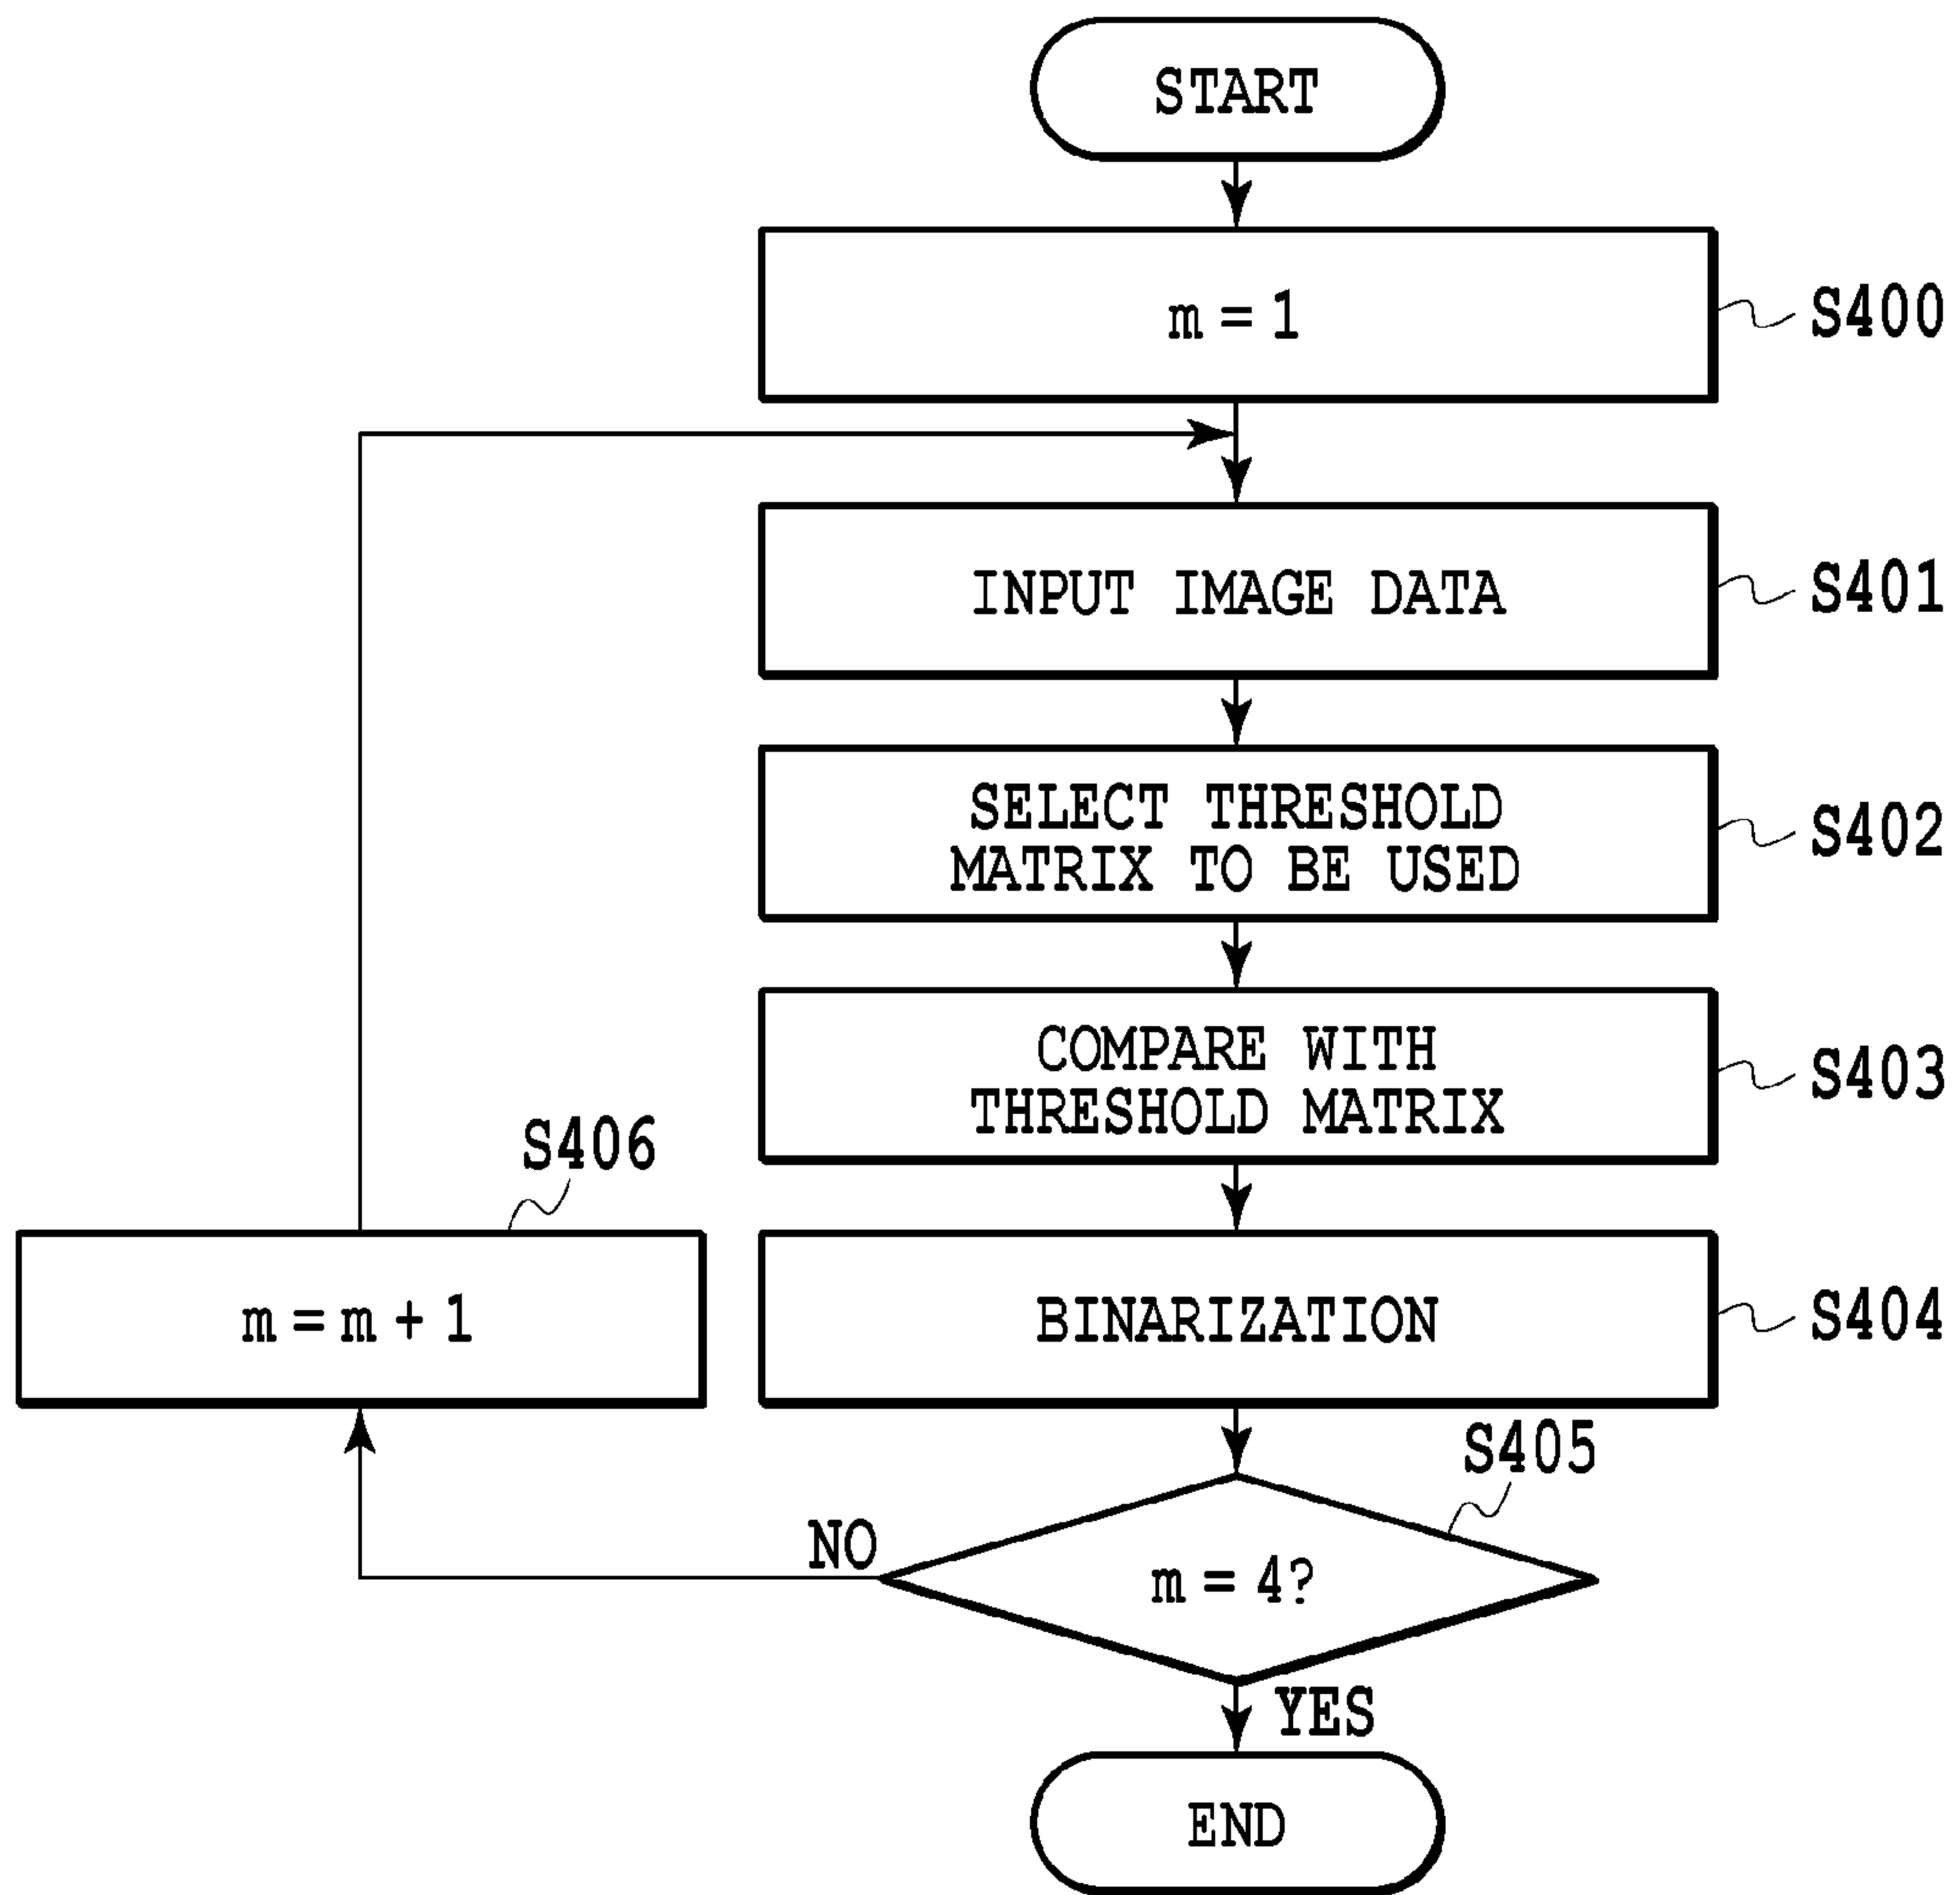 START
m = 1
S400
INPUT IMAGE DATA
S401
SELECT THRESHOLD
MATRIX TO BE USED
S402
COMPARE WITH
THRESHOLD MATRIX
S403
S406
m = m + 1
BINARIZATION
S404
S405
NO
m = 4?
YES
END